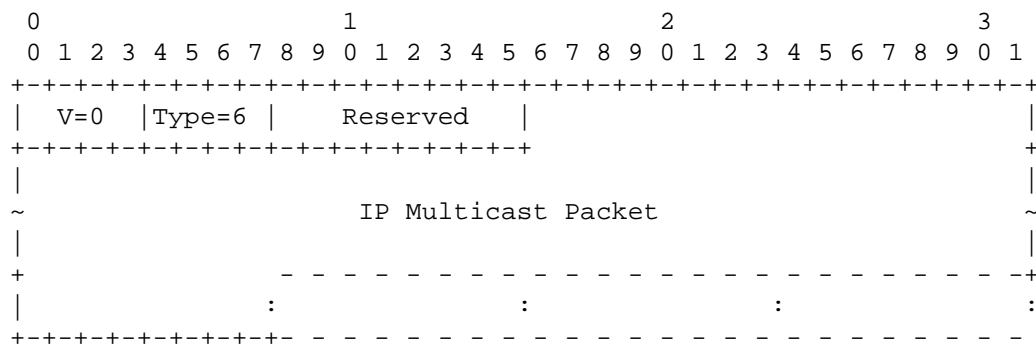 0                   1                   2                   3
 0 1 2 3 4 5 6 7 8 9 0 1 2 3 4 5 6 7 8 9 0 1 2 3 4 5 6 7 8 9 0 1
+-+-+-+-+-+-+-+-+-+-+-+-+-+-+-+-+-+-+-+-+-+-+-+-+-+-+-+-+-+-+-+-+
|  V=0  |Type=6 |    Reserved   |                               |
+-+-+-+-+-+-+-+-+-+-+-+-+-+-+-+-+                               +
|                                                               |
~                     IP Multicast Packet                       ~
|                                                               |
+                - - - - - - - - - - - - - - - - - - - - - - - -+
|               :               :               :               :
+-+-+-+-+-+-+-+-+- - - - - - - - - - - - - - - - - - - - - - - -